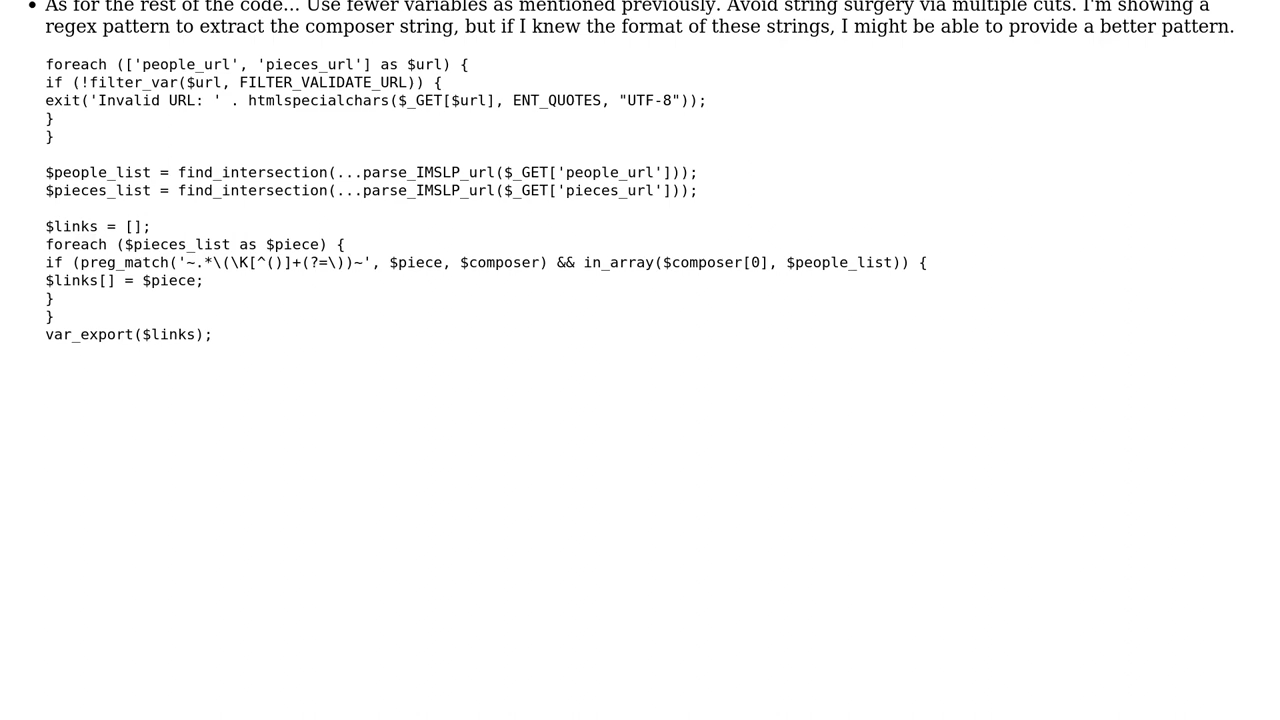 As for the rest of the code... Use fewer variables as mentioned previously. Avoid string surgery via multiple cuts. I'm showing a
regex pattern to extract the composer string, but if I knew the format of these strings, I might be able to provide a better pattern.
foreach (['people_url', 'pieces_url'] as $url) {
if (!filter_var($url, FILTER_VALIDATE_URL)) {
exit('Invalid URL: ' . htmlspecialchars($_GET[$url], ENT_QUOTES, "UTF-8"));
}
}
$people_list = find_intersection(...parse_IMSLP_url($_GET['people_url']));
$pieces_list = find_intersection(...parse_IMSLP_url($_GET['pieces_url']));
$links = [];
foreach ($pieces_list as $piece) {
if (preg_match('~.*\(\K[^()]+(?=\))~', $piece, $composer) && in_array($composer[0], $people_list)) {
$links[] = $piece;
}
}
var_export($links);